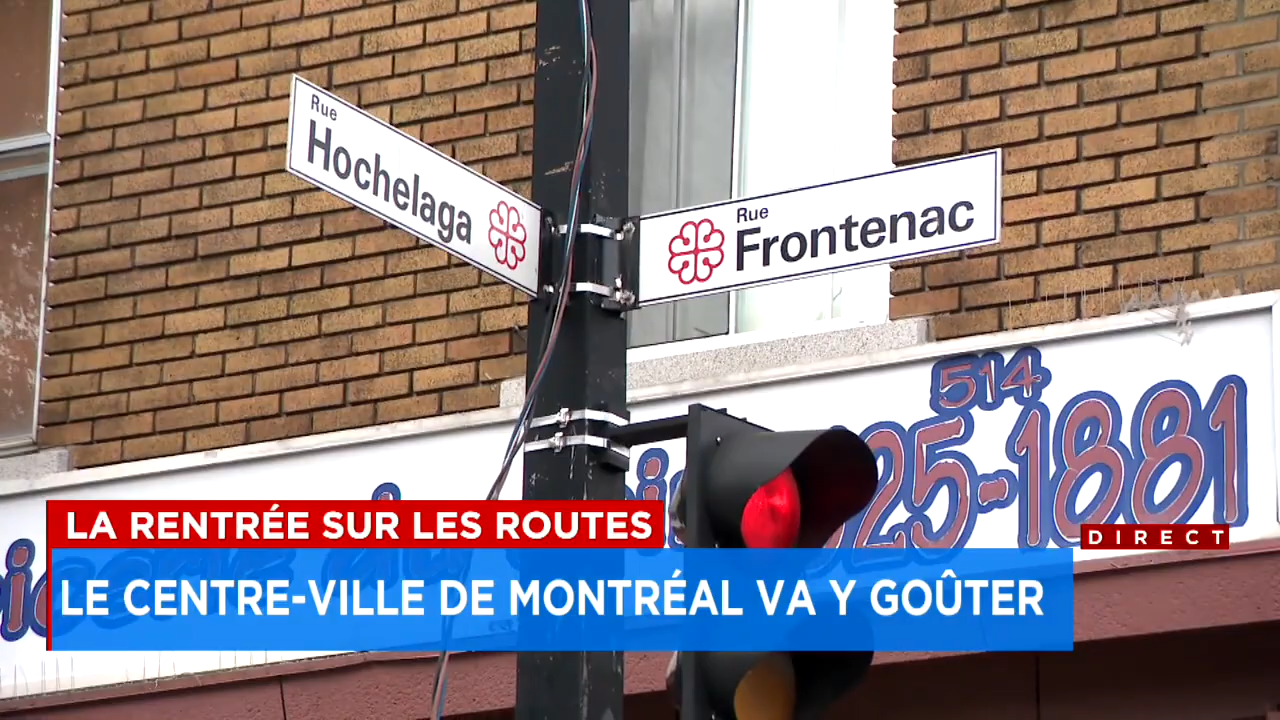 Rue
Hochelaga
Rue
Frontenac
514
525-1881
LA RENTRÉE SUR LES ROUTES
DIRECT
LE CENTRE-VILLE DE MONTRÉAL VA Y GOÛTER